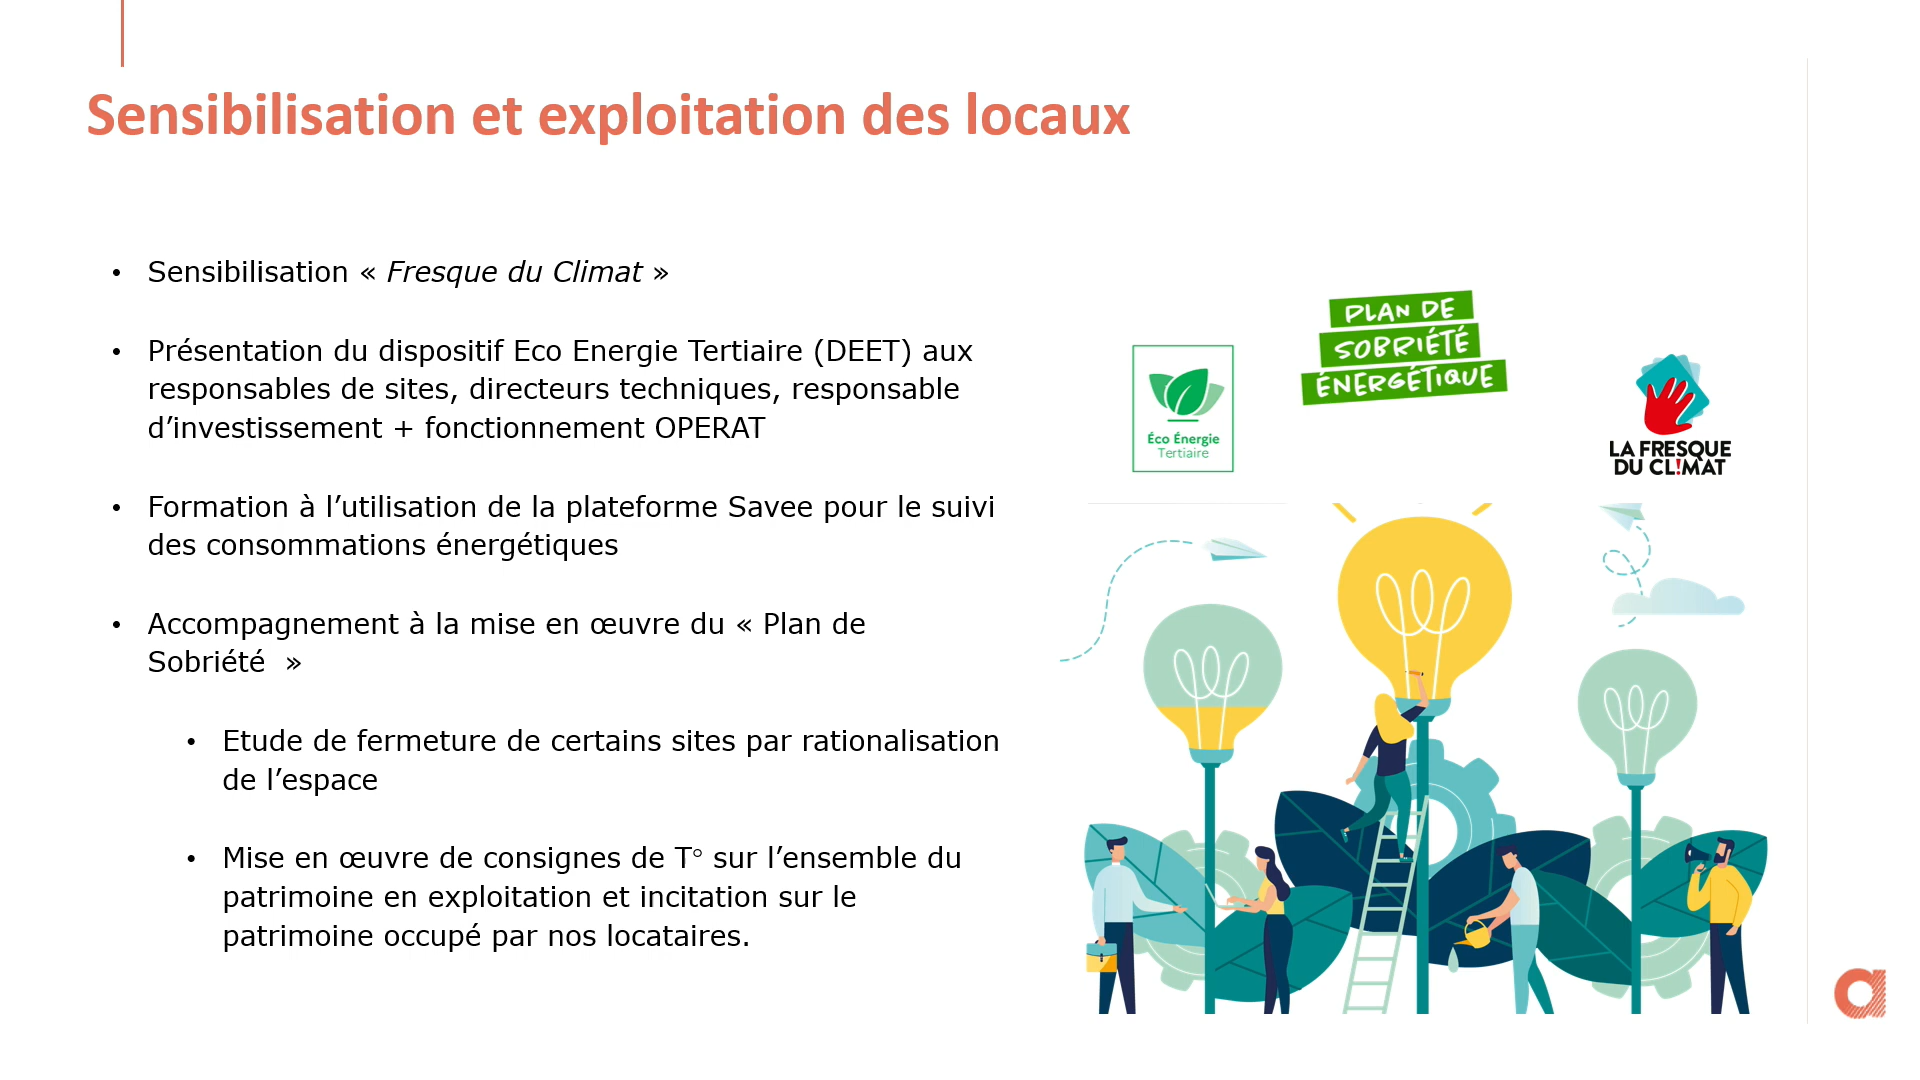 Sensibilisation et exploitation des locaux
• Sensibilisation « Fresque du Climat »
• Présentation du dispositif Eco Energie Tertiaire (DEET) aux
responsables de sites, directeurs techniques, responsable
d’investissement + fonctionnement OPERAT
• Formation à l’utilisation de la plateforme Savee pour le suivi
des consommations énergétiques
• Accompagnement à la mise en œuvre du « Plan de
Sobriété  »
• Etude de fermeture de certains sites par rationalisation
de l’espace
• Mise en œuvre de consignes de T° sur l’ensemble du
patrimoine en exploitation et incitation sur le
patrimoine occupé par nos locataires.
Éco Énergie
Tertiaire
PLAN DE
SOBRIÉTÉ
ÉNERGÉTIQUE
LA FRESQUE
DU CL!MAT
a